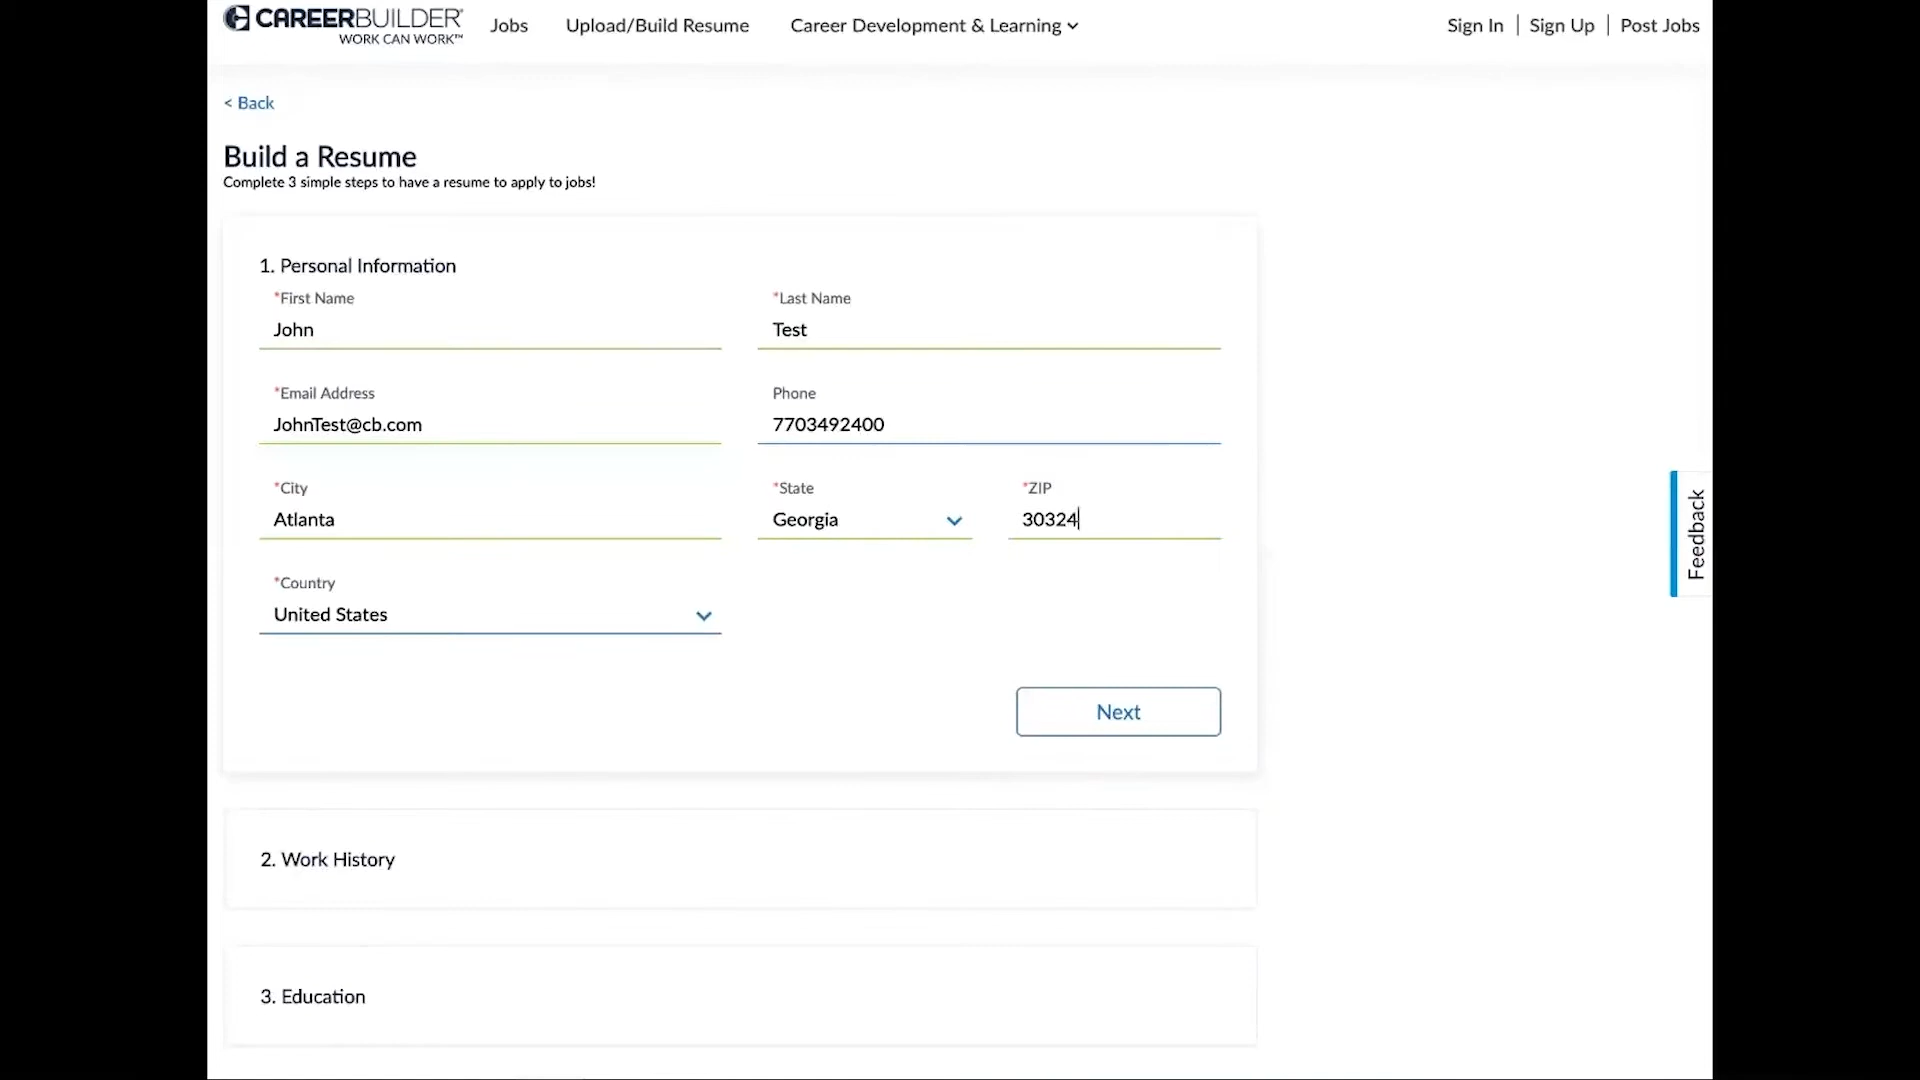 CAREERBUILDER
WORK CAN WORK™
Jobs
Upload/Build Resume
Career Development & Learning
Sign In
Sign Up
Post Jobs
< Back
Build a Resume
Complete 3 simple steps to have a resume to apply to jobs!
1. Personal Information
*First Name
John
*Last Name
Test
*Email Address
JohnTest@cb.com
Phone
7703492400
*City
Atlanta
*State
Georgia
*ZIP
30324
*Country
United States
Next
2. Work History
3. Education
Feedback